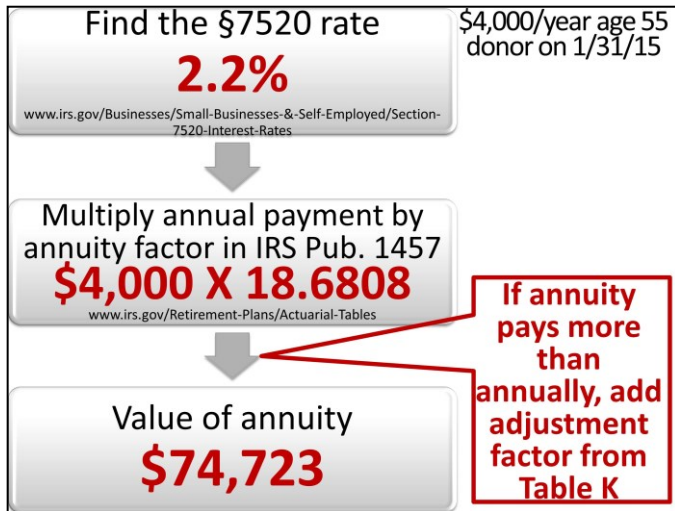 Find the §7520 rate
2.2%
www.irs.gov/Businesses/Small-Businesses-&-Self-Employed/Section-
7520-Interest-Rates
$4,000/year age 55
donor on 1/31/15
Multiply annual payment by
annuity factor in IRS Pub. 1457
$4,000 X 18.6808
www.irs.gov/Retirement-Plans/Actuarial-Tables
If annuity
pays more
than
annually, add
adjustment
factor from
Table K
Value of annuity
$74,723